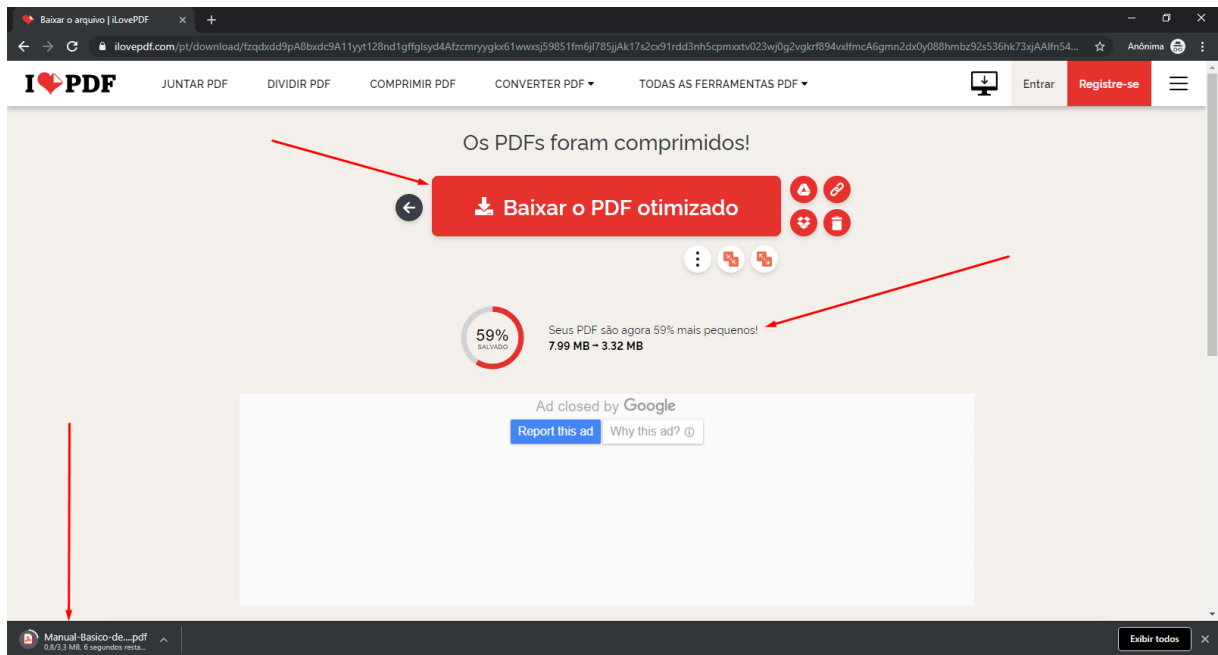 Baixar o arquivo | iLovePDF
ilovepdf.com/pt/download/
Anônima
I PDF
JUNTAR PDF
DIVIDIR PDF
COMPRIMIR PDF
CONVERTER PDF
TODAS AS FERRAMENTAS PDF
Entrar
Registre-se
Os PDFs foram comprimidos!
Baixar o PDF otimizado
59%
SALVADO
Seus PDF são agora 59% mais pequenos!
7.99 MB → 3.32 MB
Ad closed by Google
Report this ad
Why this ad?
Manual-Basico-de....pdf
0,8/3,3 MB, 6 segundos resta...
Exibir todos